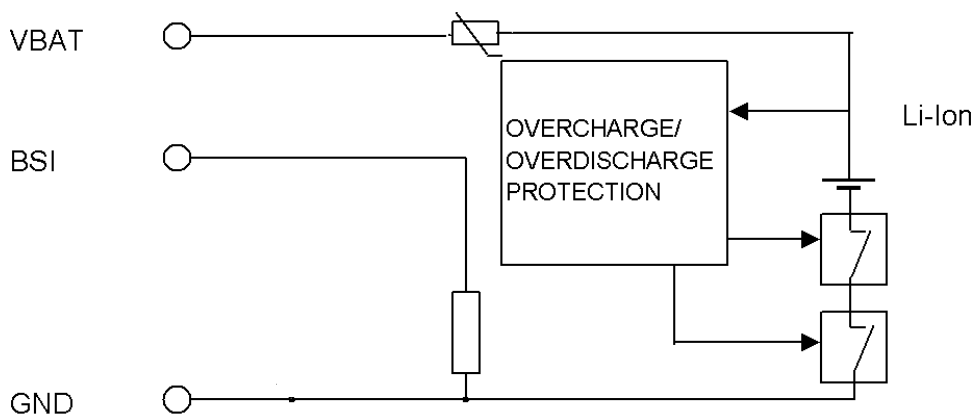 VBAT
BSI
GND
OVERCHARGE/
OVERDISCHARGE
PROTECTION
Li-Ion